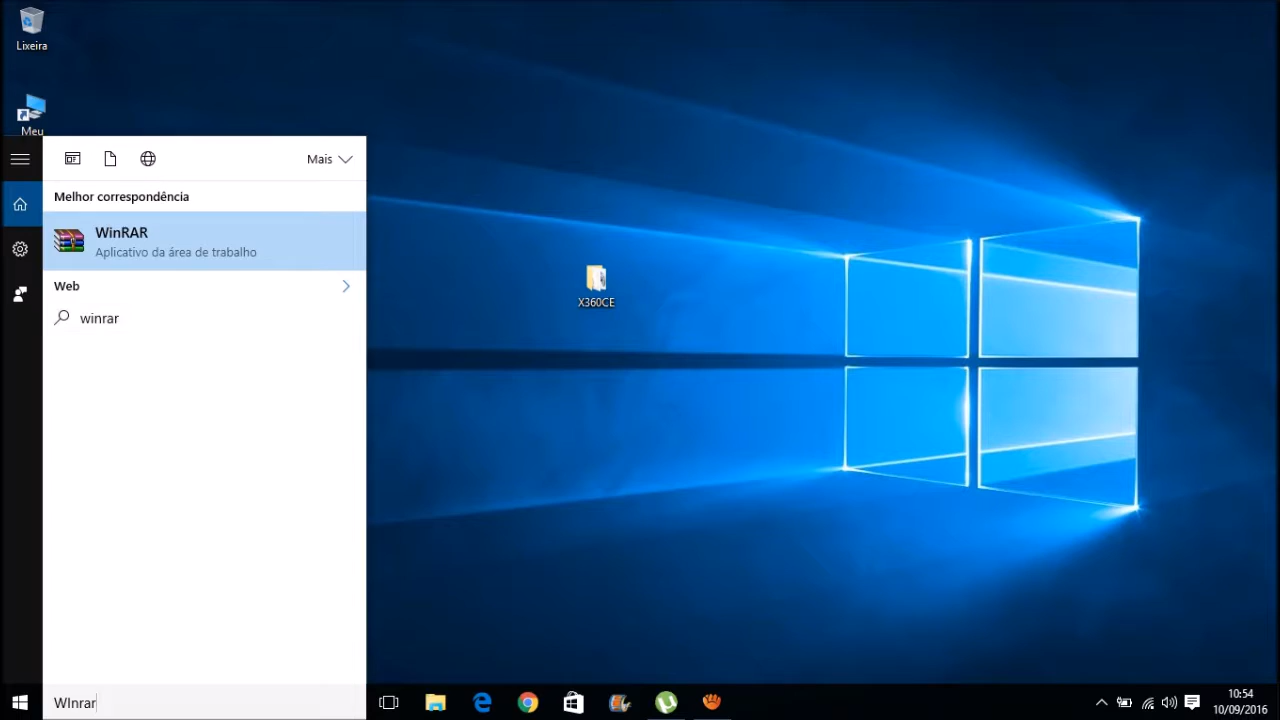 Lixeira
Meu
Mais
Melhor correspondência
WinRAR
Aplicativo da área de trabalho
Web
winrar
X360CE
WInrar
10:54
10/09/2016